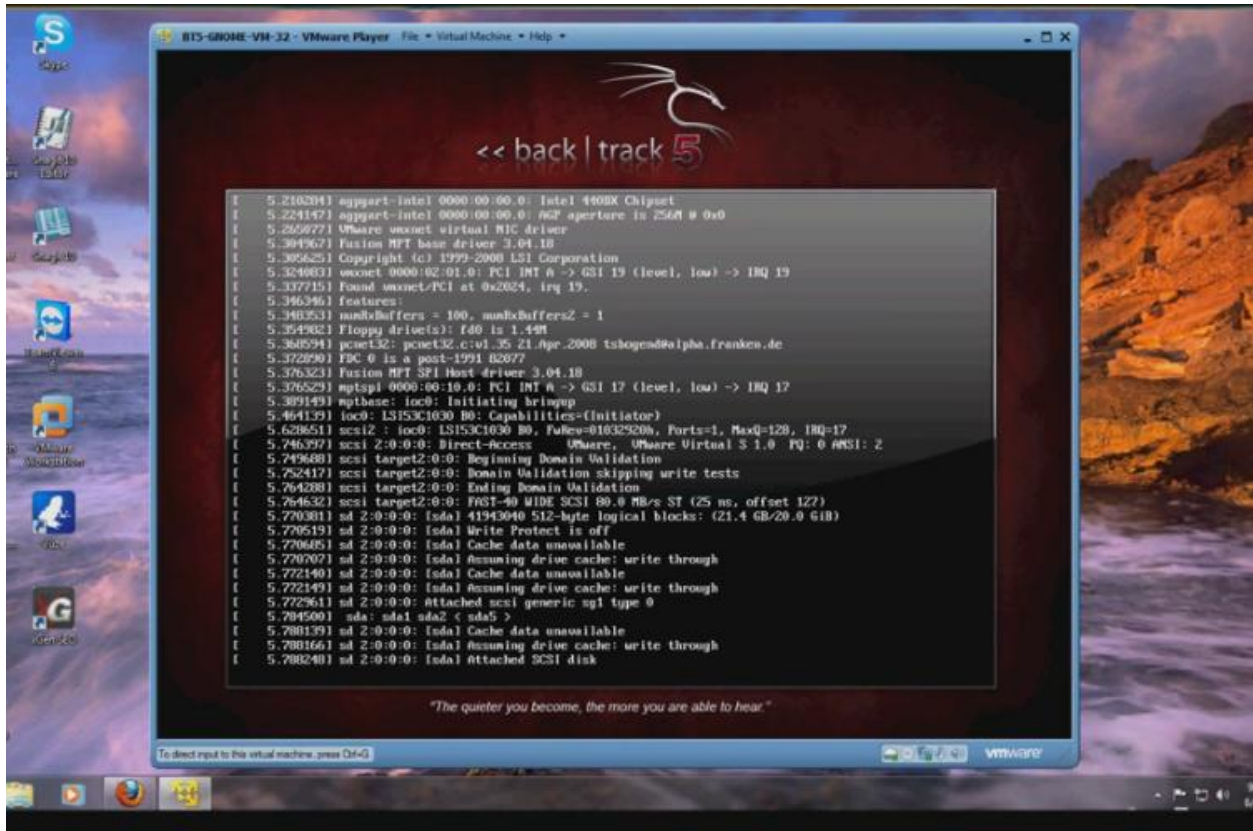 Skype
SnagIt 10
Editor
SnagIt 10
VMware
Workstation
Vuze
BT5-GNOME-VM-32 - VMware Player File Virtual Machine Help
<< back | track 5
[ 5.210284] agpgart-intel 0000:00:00.0: Intel 440BX Chipset
[ 5.224147] agpgart-intel 0000:00:00.0: AGP aperture is 256M @ 0x0
[ 5.265077] VMware vmxnet virtual NIC driver
[ 5.304967] Fusion MPT base driver 3.04.18
[ 5.305625] Copyright (c) 1999-2008 LSI Corporation
[ 5.324083] vmxnet 0000:02:01.0: PCI INT A -> GSI 19 (level, low) -> IRQ 19
[ 5.337715] Found vmxnet/PCI at 0x2024, irq 19.
[ 5.346346] features:
[ 5.348353] numRxBuffers = 100, numRxBuffers2 = 1
[ 5.354982] Floppy drive(s): fd0 is 1.44M
[ 5.368594] pcnet32: pcnet32.c:v1.35 21.Apr.2008 tsbogend@alpha.franken.de
[ 5.372890] FDC 0 is a post-1991 82077
[ 5.376323] Fusion MPT SPI Host driver 3.04.18
[ 5.376529] mptspi 0000:00:10.0: PCI INT A -> GSI 17 (level, low) -> IRQ 17
[ 5.389149] mptbase: ioc0: Initiating bringup
[ 5.464139] ioc0: LSI53C1030 B0: Capabilities={Initiator}
[ 5.628651] scsi2 : ioc0: LSI53C1030 B0, FwRev=01032920h, Ports=1, MaxQ=128, IRQ=17
[ 5.746397] scsi 2:0:0:0: Direct-Access VMware, VMware Virtual S 1.0 PQ: 0 ANSI: 2
[ 5.749688] scsi target2:0:0: Beginning Domain Validation
[ 5.752417] scsi target2:0:0: Domain Validation skipping write tests
[ 5.764288] scsi target2:0:0: Ending Domain Validation
[ 5.764632] scsi target2:0:0: FAST-40 WIDE SCSI 80.0 MB/s ST (25 ns, offset 127)
[ 5.770381] sd 2:0:0:0: [sda] 41943040 512-byte logical blocks: (21.4 GB/20.0 GiB)
[ 5.770519] sd 2:0:0:0: [sda] Write Protect is off
[ 5.770685] sd 2:0:0:0: [sda] Cache data unavailable
[ 5.770707] sd 2:0:0:0: [sda] Assuming drive cache: write through
[ 5.772140] sd 2:0:0:0: [sda] Cache data unavailable
[ 5.772149] sd 2:0:0:0: [sda] Assuming drive cache: write through
[ 5.772961] sd 2:0:0:0: Attached scsi generic sg1 type 0
[ 5.784500] sda: sda1 sda2 < sda5 >
[ 5.788139] sd 2:0:0:0: [sda] Cache data unavailable
[ 5.788166] sd 2:0:0:0: [sda] Assuming drive cache: write through
[ 5.788248] sd 2:0:0:0: [sda] Attached SCSI disk
"The quieter you become, the more you are able to hear."
To direct input to this virtual machine, press Ctrl+G.
vmware